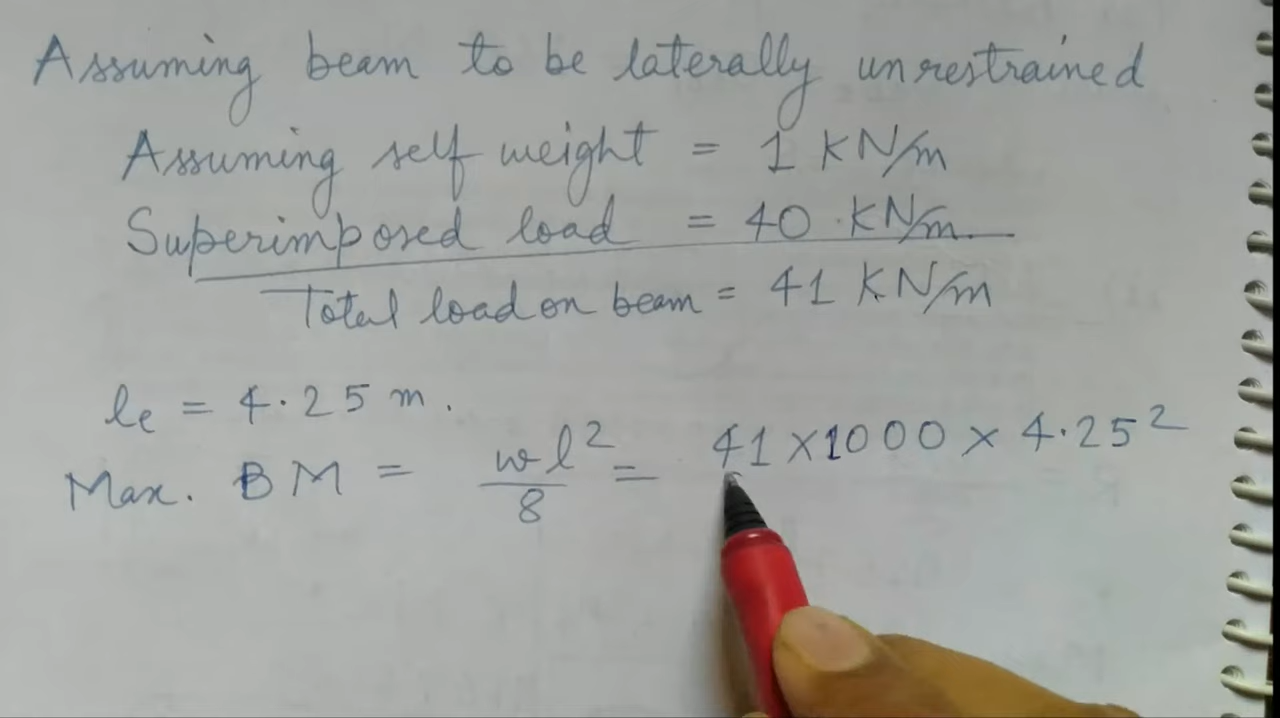 Assuming beam to be laterally unrestrained
Assuming self weight = 1 KN/m
Superimposed load = 40 KN/m.
Total load on beam = 41 KN/m
le = 4.25 m.
Max. BM = wl²/8 = 41×1000×4.25²